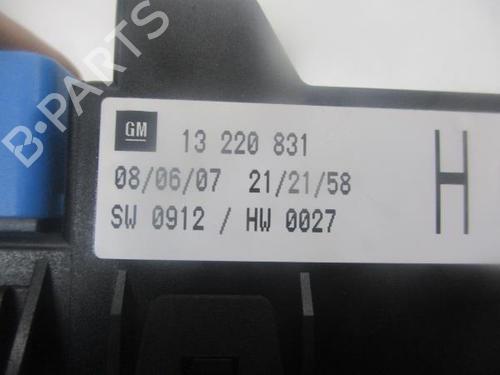 B-PARTS
GM 13 220 831
H
08/06/07 21/21/58
SW 0912 / HW 0027